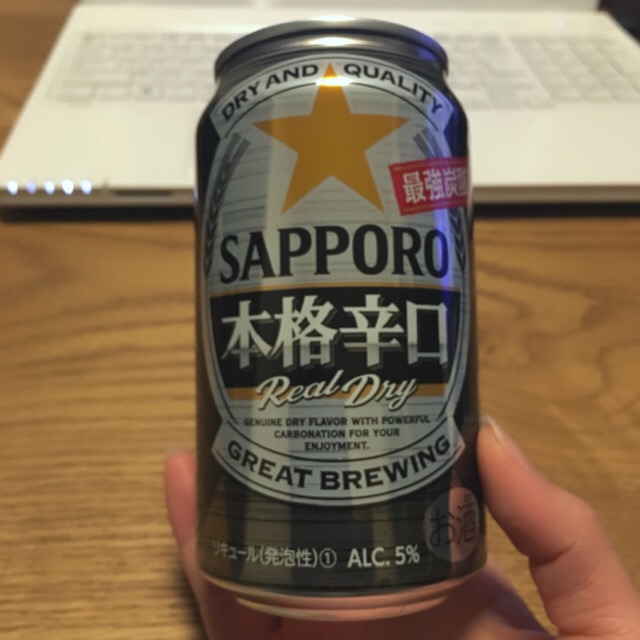 DRY AND QUALITY
最強炭酸
SAPPORO
本格辛口
Real Dry
GENUINE DRY FLAVOR WITH POWERFUL
CARBONATION FOR YOUR
ENJOYMENT.
GREAT BREWING
お酒
リキュール(発泡性)① ALC. 5%